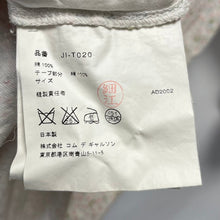 品番 JI-T020
綿 100%
テープ部分 綿 100%
サイズ
縫製責任者 AD2002
日本製
株式会社 コム デ ギャルソン
東京都港区南青山5-11-5